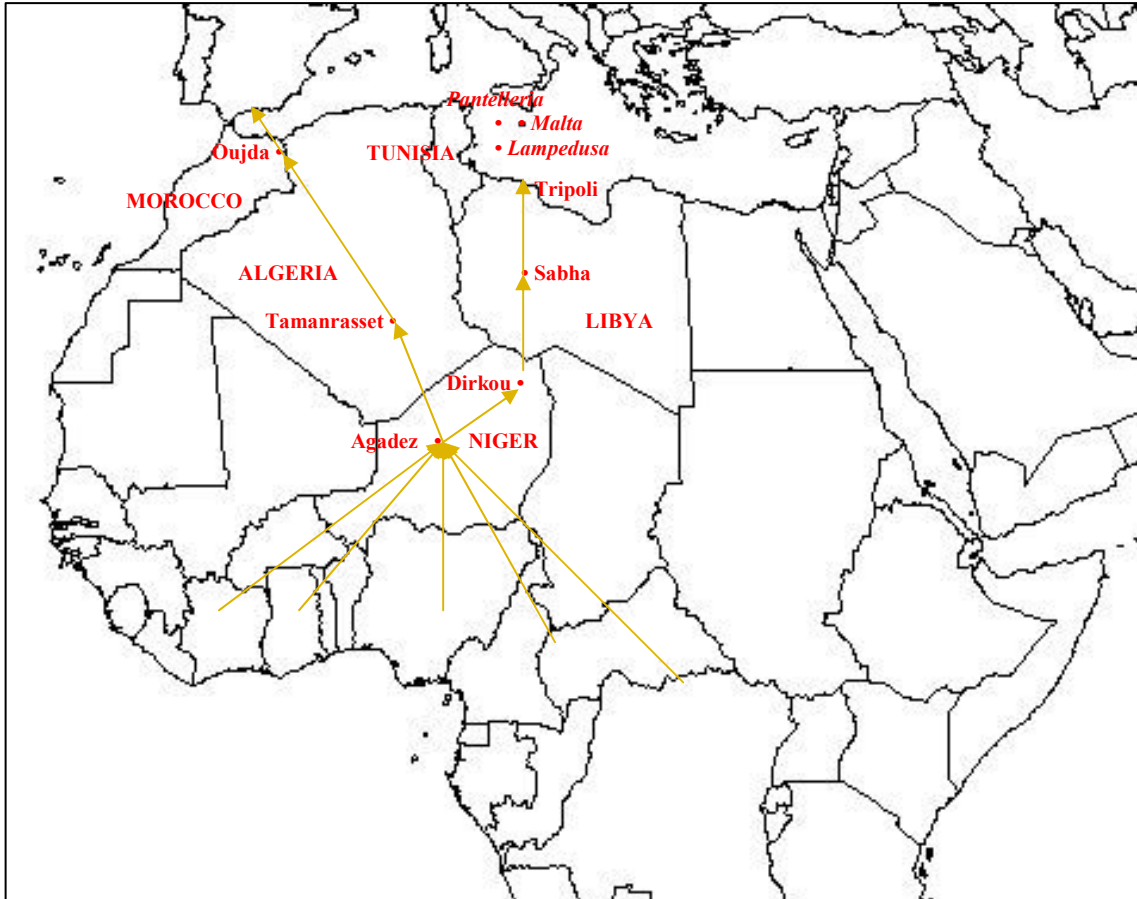 Pantelleria
Malta
Oujda
TUNISIA
Lampedusa
Tripoli
MOROCCO
ALGERIA
Sabha
Tamanrasset
LIBYA
Dirkou
Agadez
NIGER